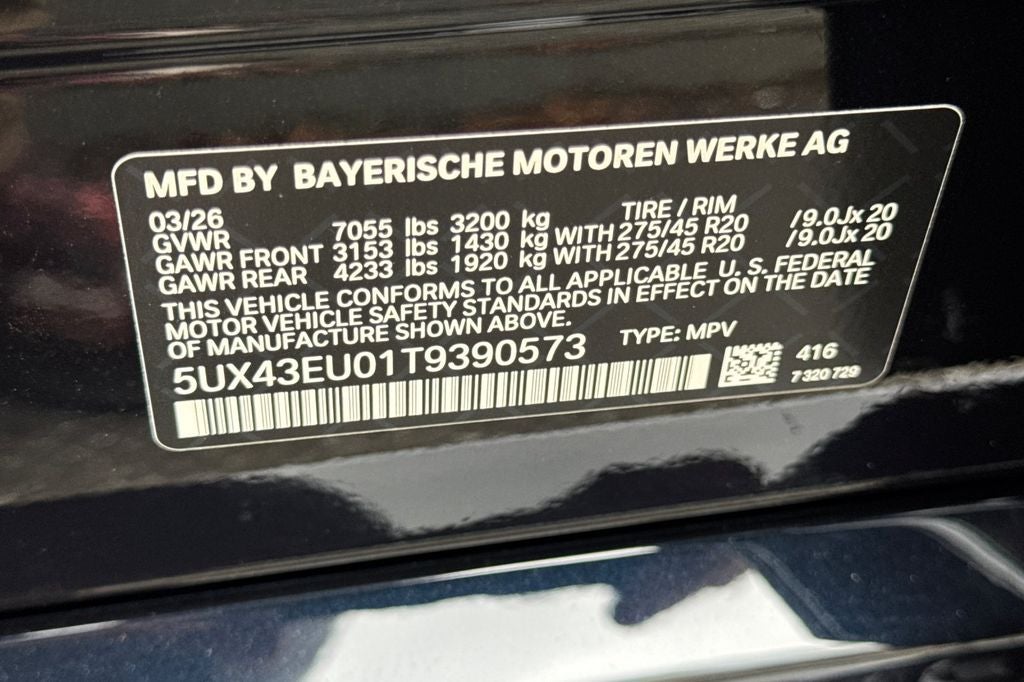 MFD BY BAYERISCHE MOTOREN WERKE AG
03/26 TIRE / RIM
GVWR 7055 lbs 3200 kg
GAWR FRONT 3153 lbs 1430 kg WITH 275/45 R20 /9.0Jx 20
GAWR REAR 4233 lbs 1920 kg WITH 275/45 R20 /9.0Jx 20
THIS VEHICLE CONFORMS TO ALL APPLICABLE U. S. FEDERAL
MOTOR VEHICLE SAFETY STANDARDS IN EFFECT ON THE DATE
OF MANUFACTURE SHOWN ABOVE. TYPE: MPV
5UX43EU01T9390573
416
7 320 729